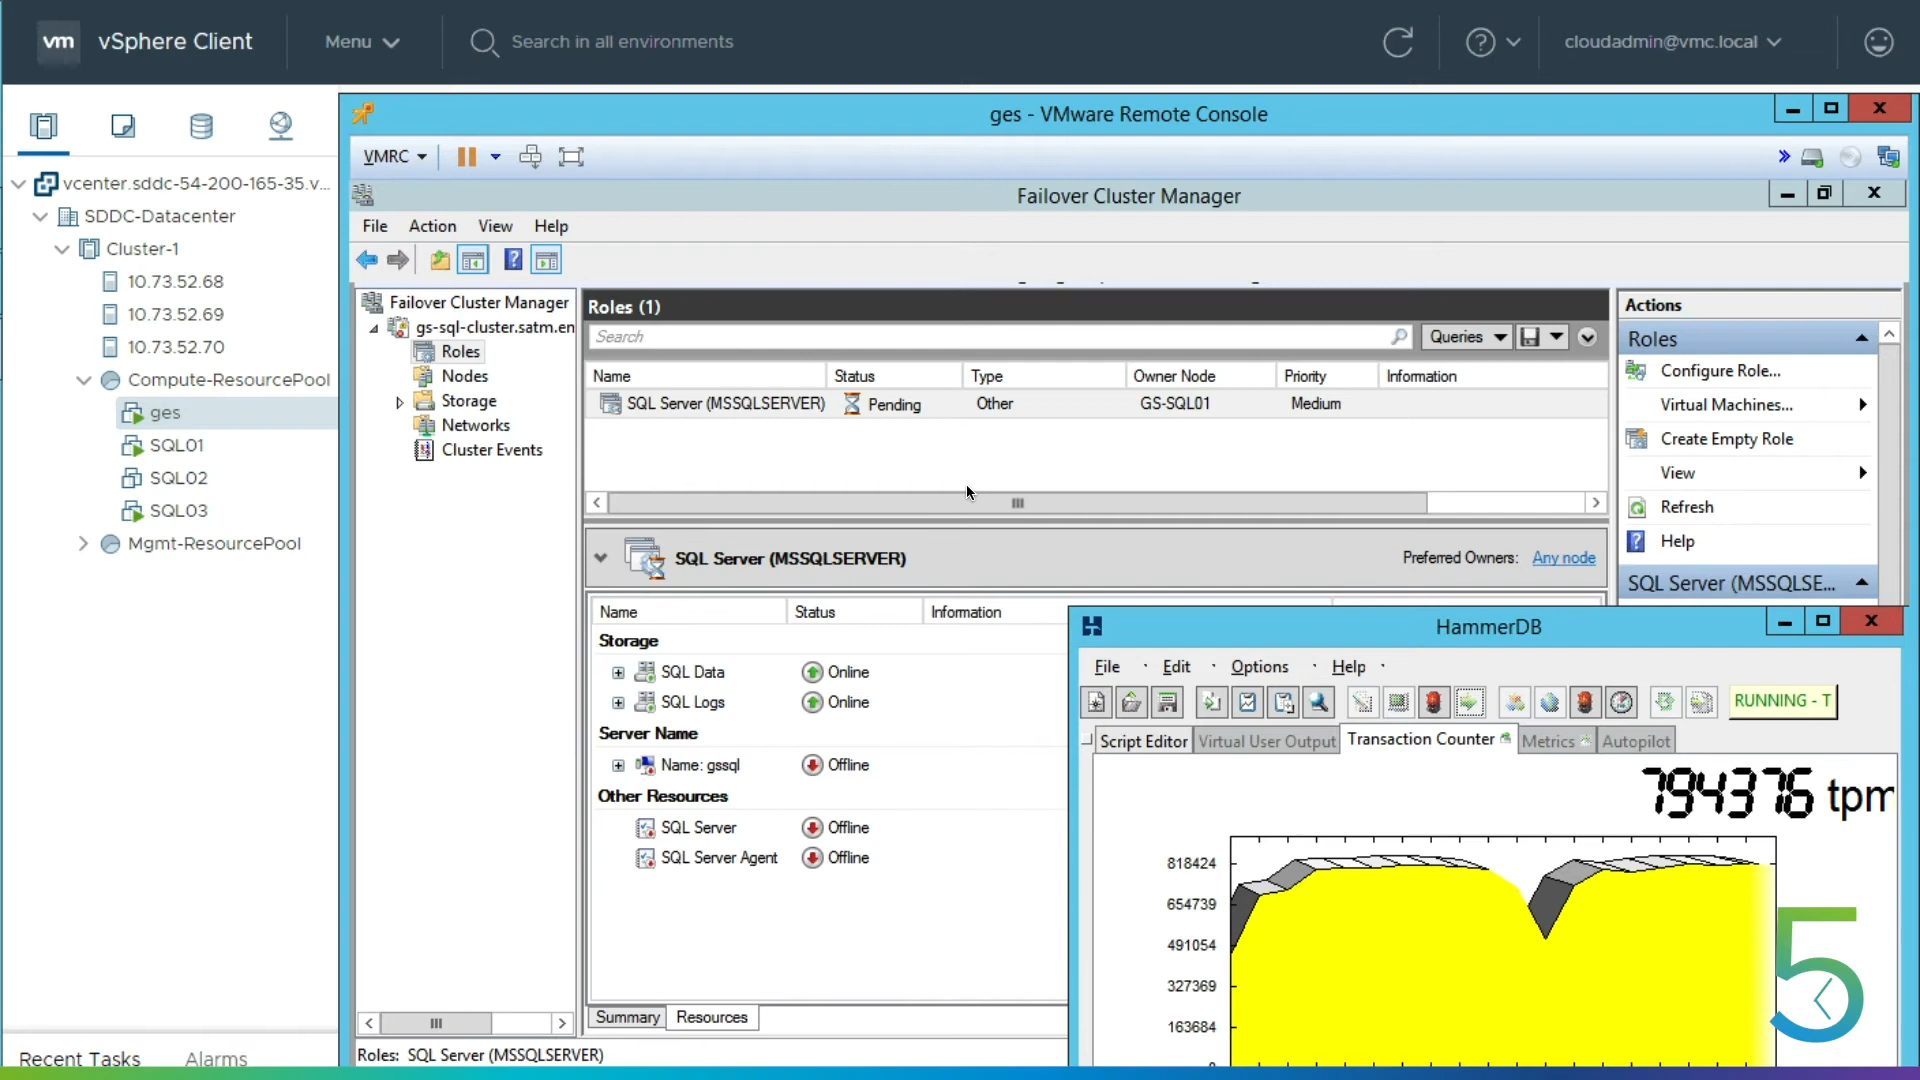 vm vSphere Client Menu Search in all environments cloudadmin@vmc.local
ges - VMware Remote Console
VMRC
Failover Cluster Manager
File Action View Help
vcenter.sddc-54-200-165-35.v...
SDDC-Datacenter
Cluster-1
10.73.52.68
10.73.52.69
10.73.52.70
Compute-ResourcePool
ges
SQL01
SQL02
SQL03
Mgmt-ResourcePool
Recent Tasks Alarms
Failover Cluster Manager
gs-sql-cluster.satm.en
Roles
Nodes
Storage
Networks
Cluster Events
Roles (1)
Search Queries
Name Status Type Owner Node Priority Information
SQL Server (MSSQLSERVER) Pending Other GS-SQL01 Medium
SQL Server (MSSQLSERVER) Preferred Owners: Any node
Name Status Information
Storage
SQL Data Online
SQL Logs Online
Server Name
Name: gssql Offline
Other Resources
SQL Server Offline
SQL Server Agent Offline
Summary Resources
Roles: SQL Server (MSSQLSERVER)
Actions
Roles
Configure Role...
Virtual Machines...
Create Empty Role
View
Refresh
Help
SQL Server (MSSQLSE...
HammerDB
File Edit Options Help
RUNNING - T
Script Editor Virtual User Output Transaction Counter Metrics Autopilot
794376 tpm
818424
654739
491054
327369
163684
5